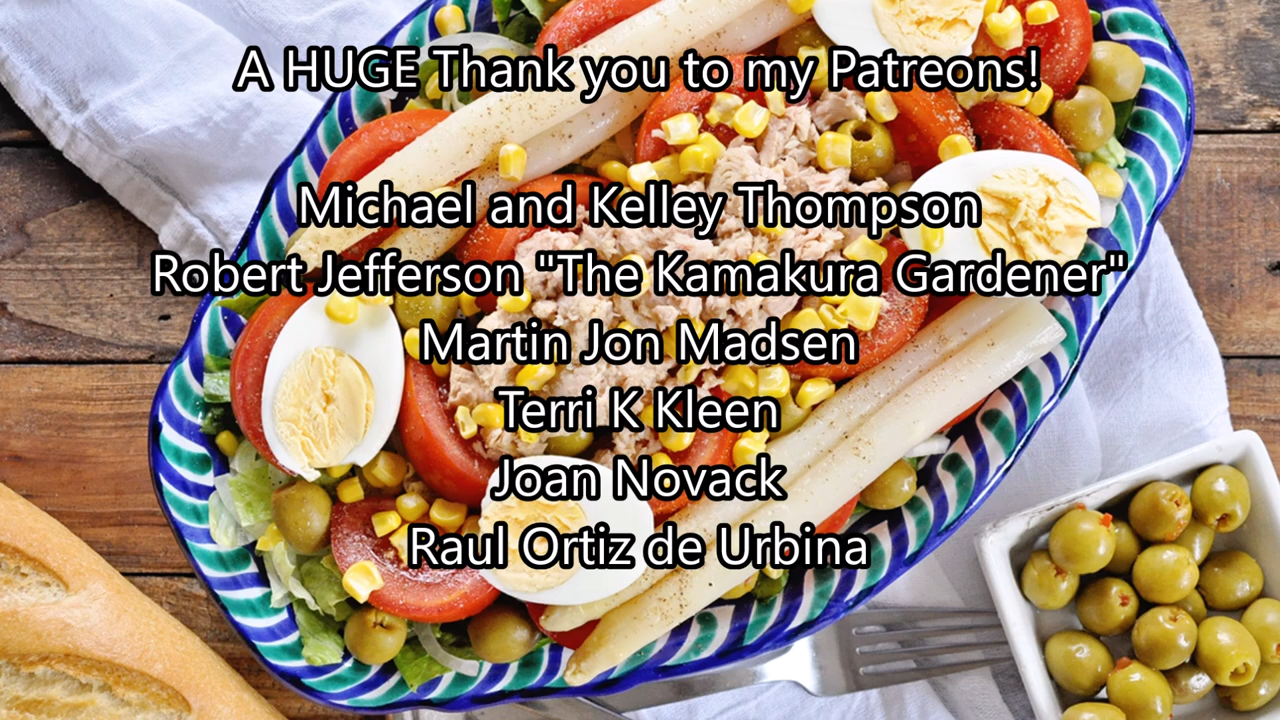 A HUGE Thank you to my Patreons!
Michael and Kelley Thompson
Robert Jefferson "The Kamakura Gardener"
Martin Jon Madsen
Terri K Kleen
Joan Novack
Raul Ortiz de Urbina